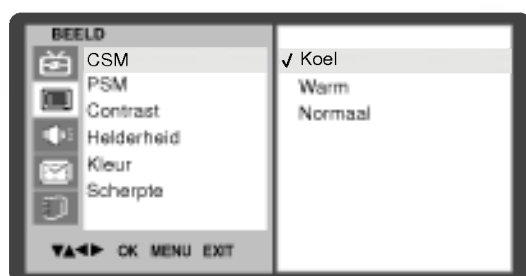 BEELD
CSM
PSM
Contrast
Helderheid
Kleur
Scherpte
▼▲◀▶ OK MENU EXIT
✓ Koel
Warm
Normaal